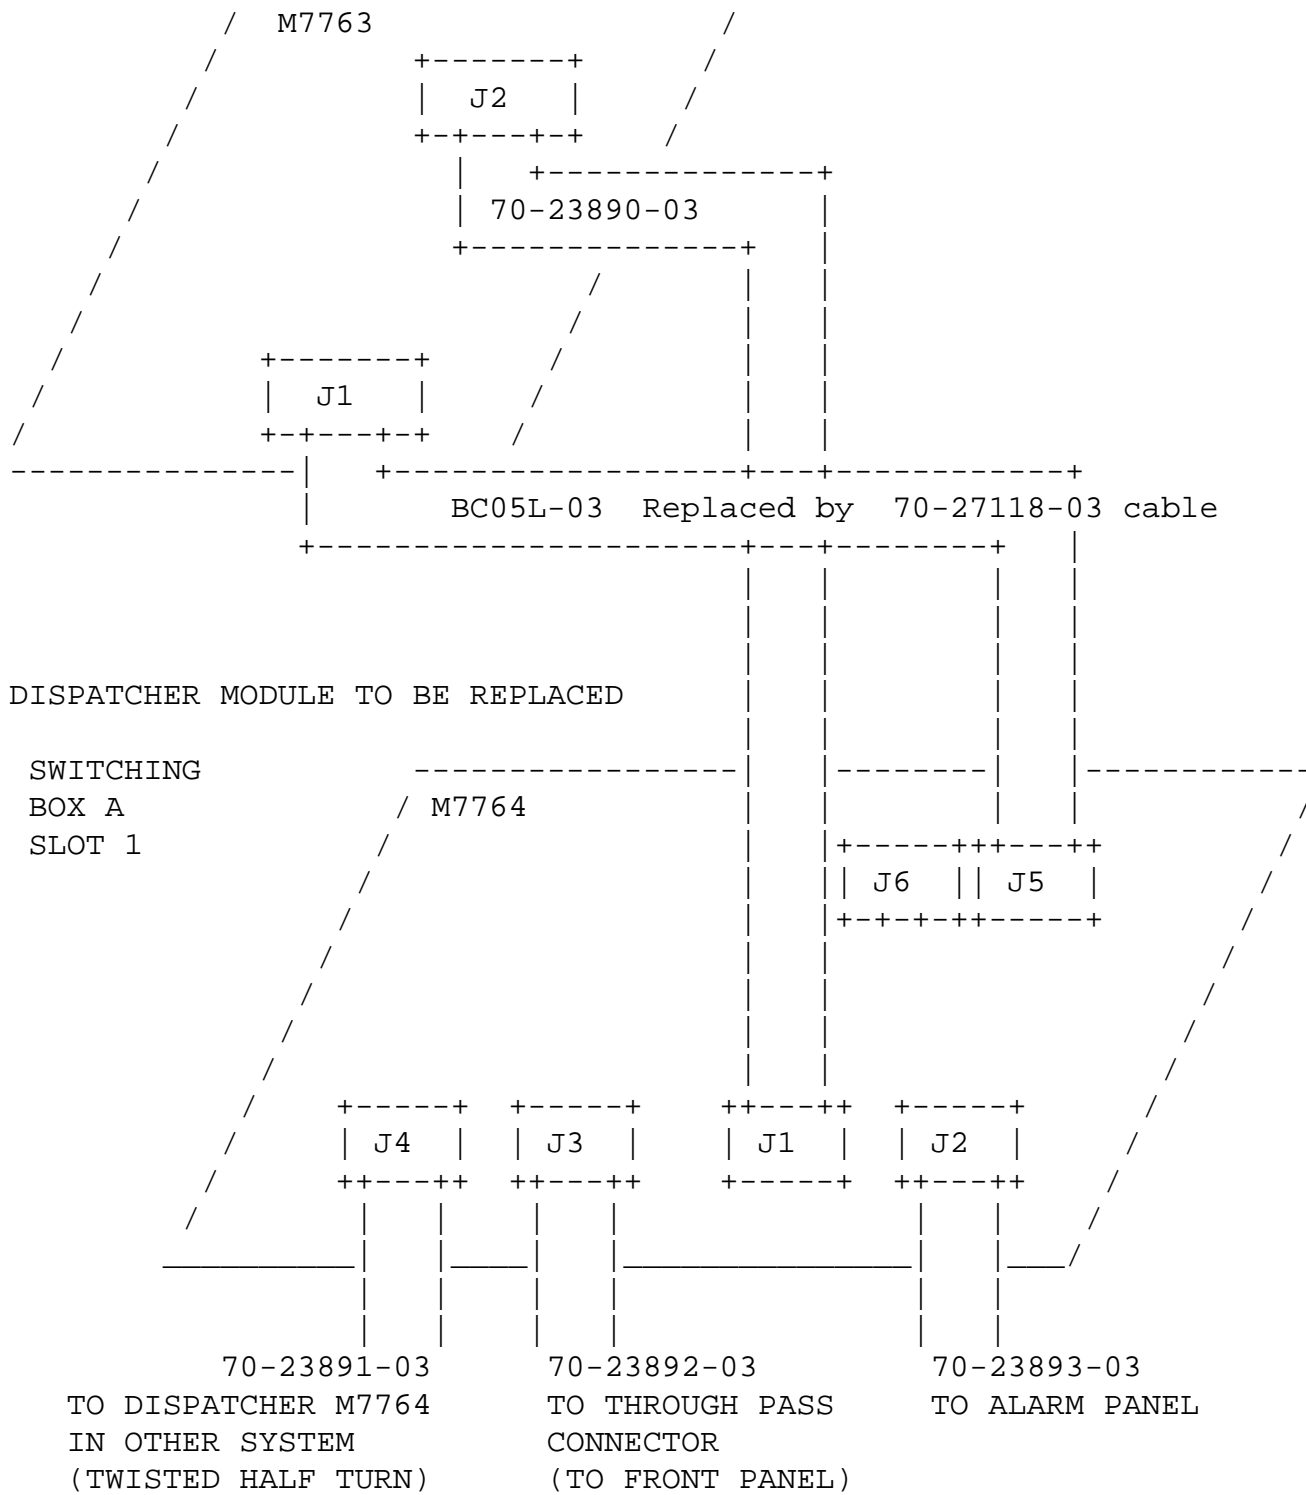 M7763
J2
70-23890-03
J1
BC05L-03 Replaced by 70-27118-03 cable
DISPATCHER MODULE TO BE REPLACED
SWITCHING
BOX A M7764
SLOT 1
J6 J5
J4 J3 J1 J2
70-23891-03 70-23892-03 70-23893-03
TO DISPATCHER M7764 TO THROUGH PASS TO ALARM PANEL
IN OTHER SYSTEM CONNECTOR
(TWISTED HALF TURN) (TO FRONT PANEL)